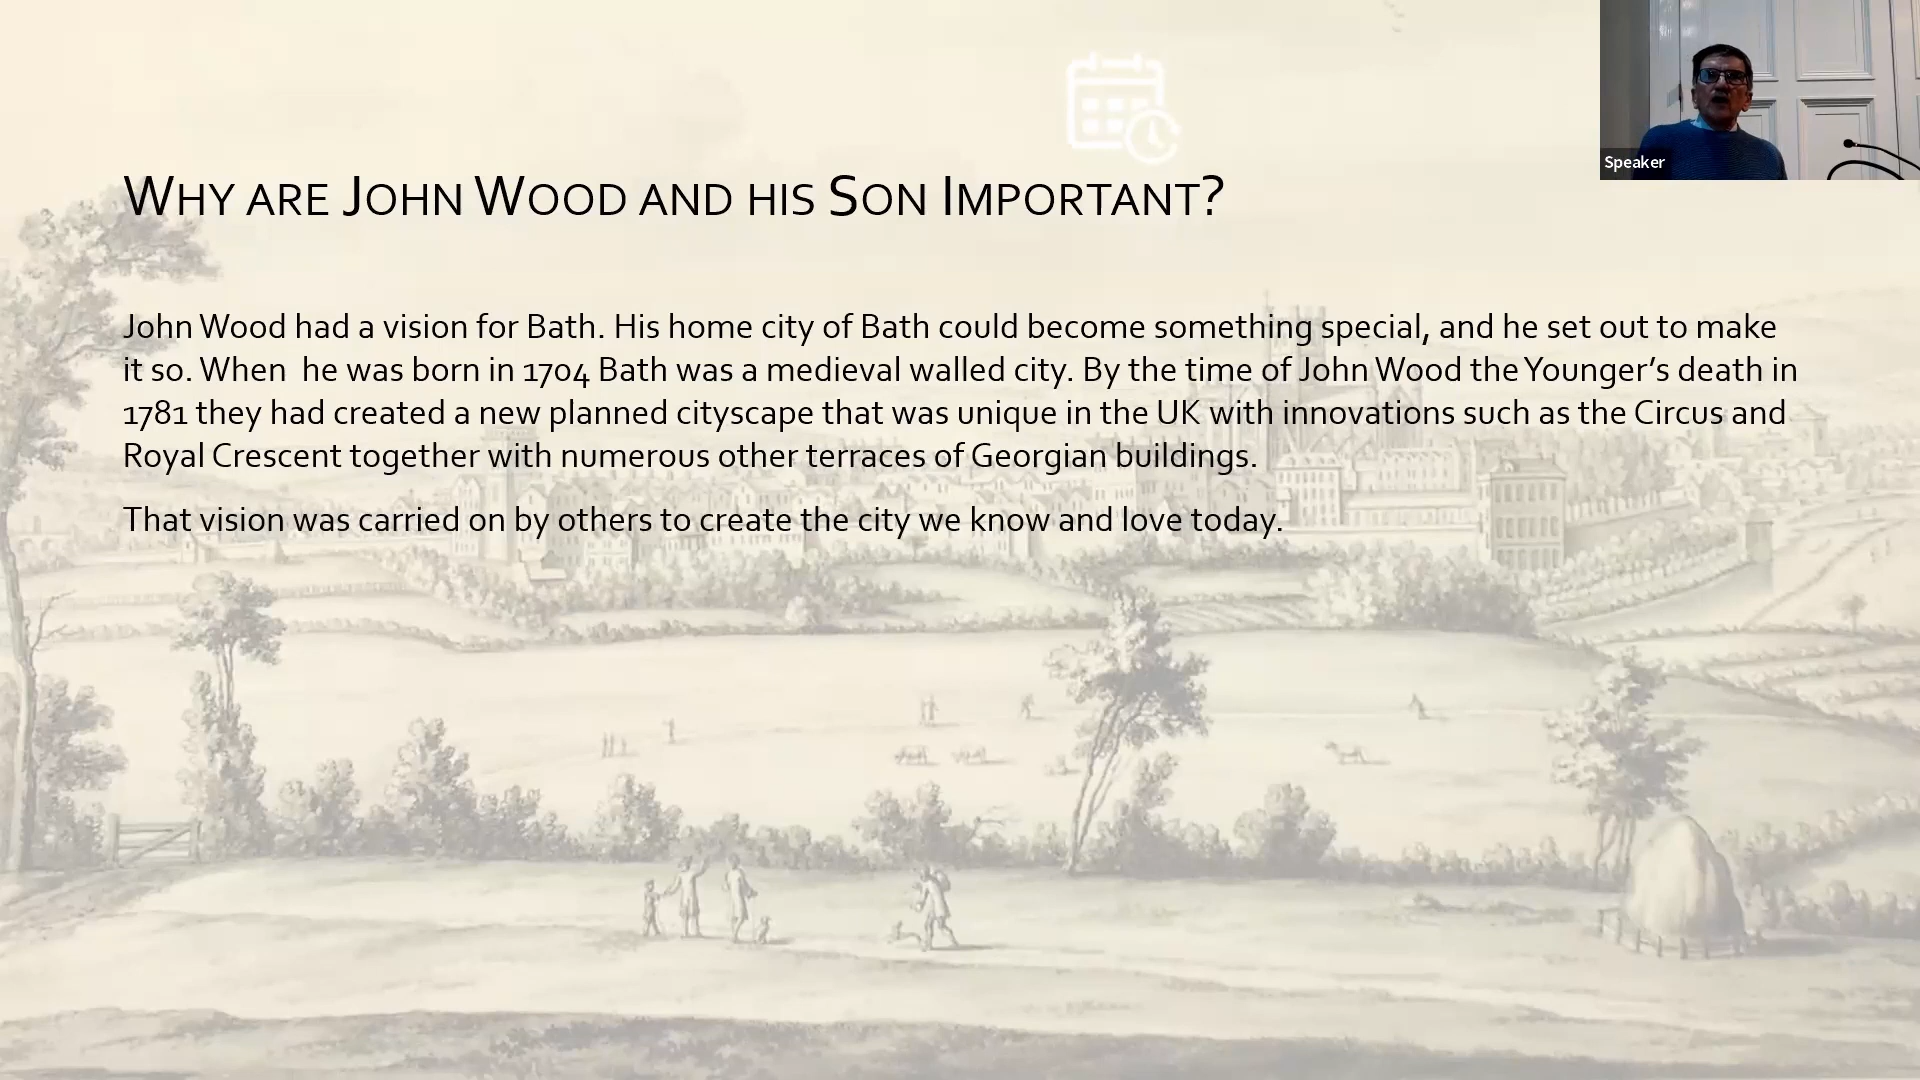 Speaker
WHY ARE JOHN WOOD AND HIS SON IMPORTANT?
John Wood had a vision for Bath. His home city of Bath could become something special, and he set out to make
it so. When  he was born in 1704 Bath was a medieval walled city. By the time of John Wood the Younger’s death in
1781 they had created a new planned cityscape that was unique in the UK with innovations such as the Circus and
Royal Crescent together with numerous other terraces of Georgian buildings.
That vision was carried on by others to create the city we know and love today.